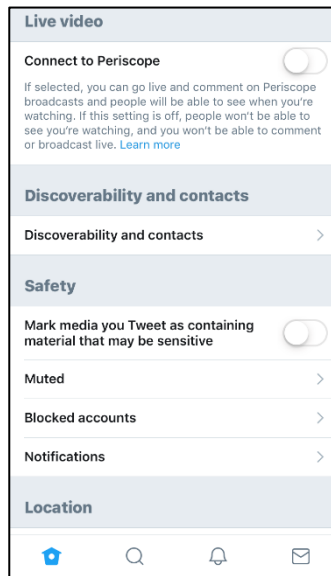 Live video
Connect to Periscope
If selected, you can go live and comment on Periscope
broadcasts and people will be able to see when you're
watching. If this setting is off, people won't be able to
see you're watching, and you won't be able to comment
or broadcast live. Learn more
Discoverability and contacts
Discoverability and contacts
Safety
Mark media you Tweet as containing
material that may be sensitive
Muted
Blocked accounts
Notifications
Location